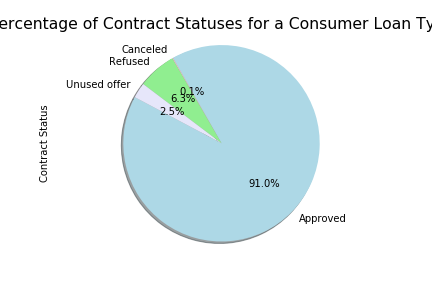 ercentage of Contract Statuses for a Consumer Loan Ty
Canceled
Refused
Unused offer
0.1%
6.3%
2.5%
Contract Status
91.0%
Approved